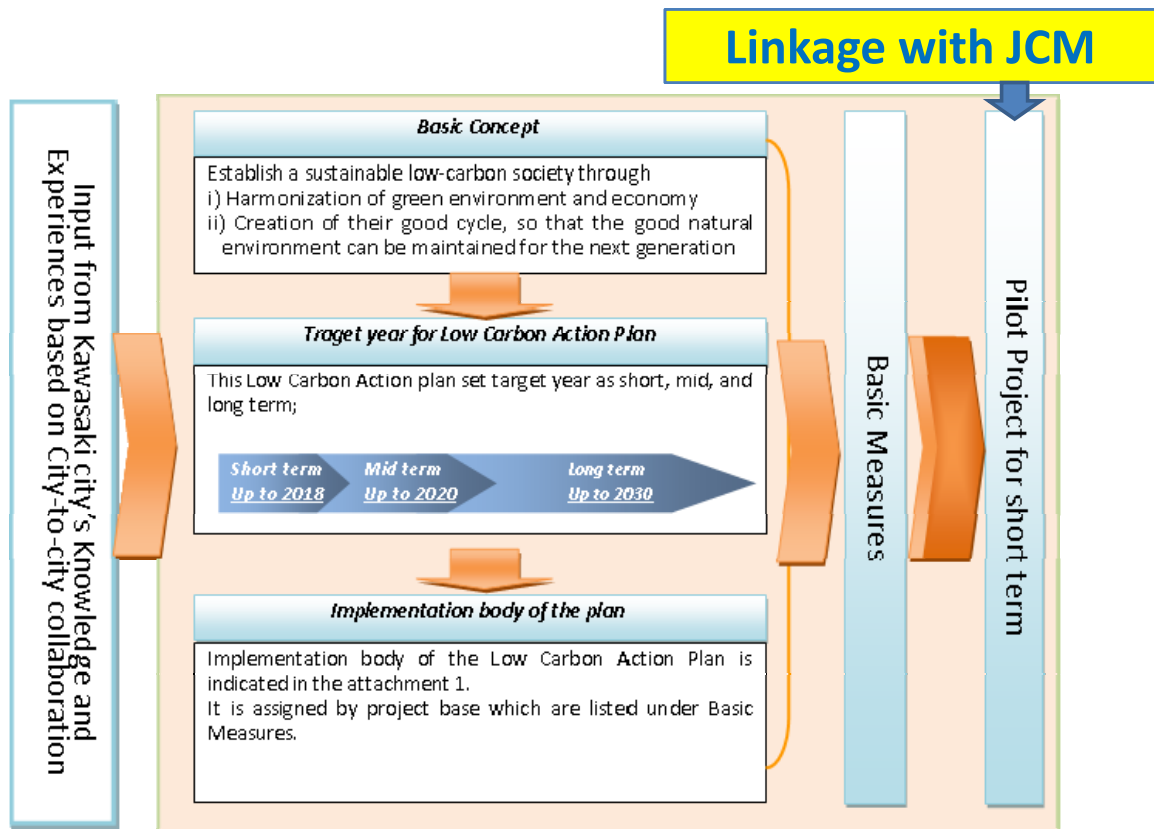 Linkage with JCM
Input from Kawasaki city's Knowledge and
Experiences based on City-to-city collaboration
Basic Concept
Establish a sustainable low-carbon society through
i) Harmonization of green environment and economy
ii) Creation of their good cycle, so that the good natural
environment can be maintained for the next generation
Traget year for Low Carbon Action Plan
This Low Carbon Action plan set target year as short, mid, and
long term;
Short term
Up to 2018
Mid term
Up to 2020
Long term
Up to 2030
Implementation body of the plan
Implementation body of the Low Carbon Action Plan is
indicated in the attachment 1.
It is assigned by project base which are listed under Basic
Measures.
Basic Measures
Pilot Project for short term